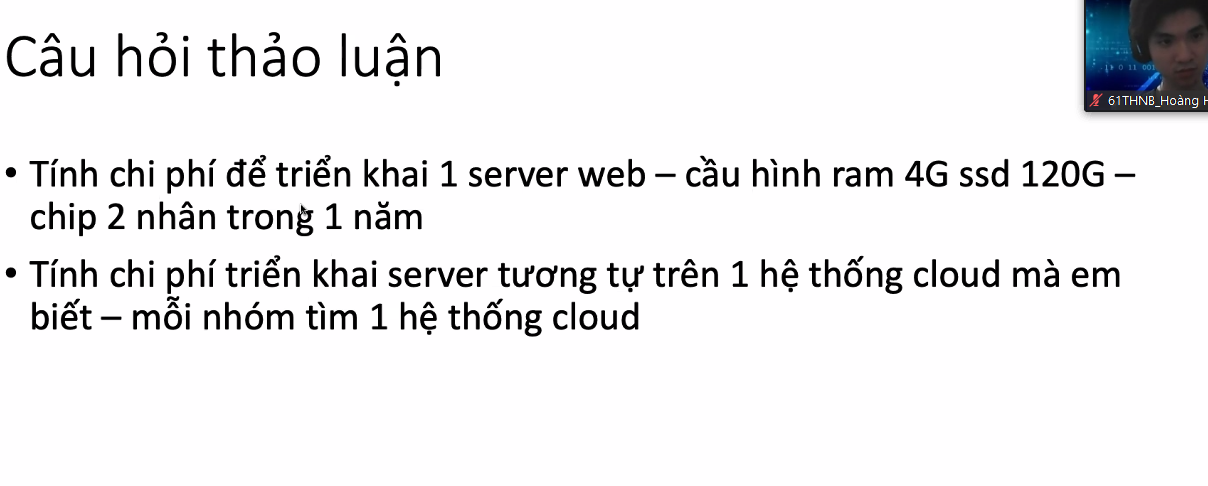 Câu hỏi thảo luận
61THNB_Hoàng H
• Tính chi phí để triển khai 1 server web – cầu hình ram 4G ssd 120G –
chip 2 nhân trong 1 năm
• Tính chi phí triển khai server tương tự trên 1 hệ thống cloud mà em
biết – mỗi nhóm tìm 1 hệ thống cloud